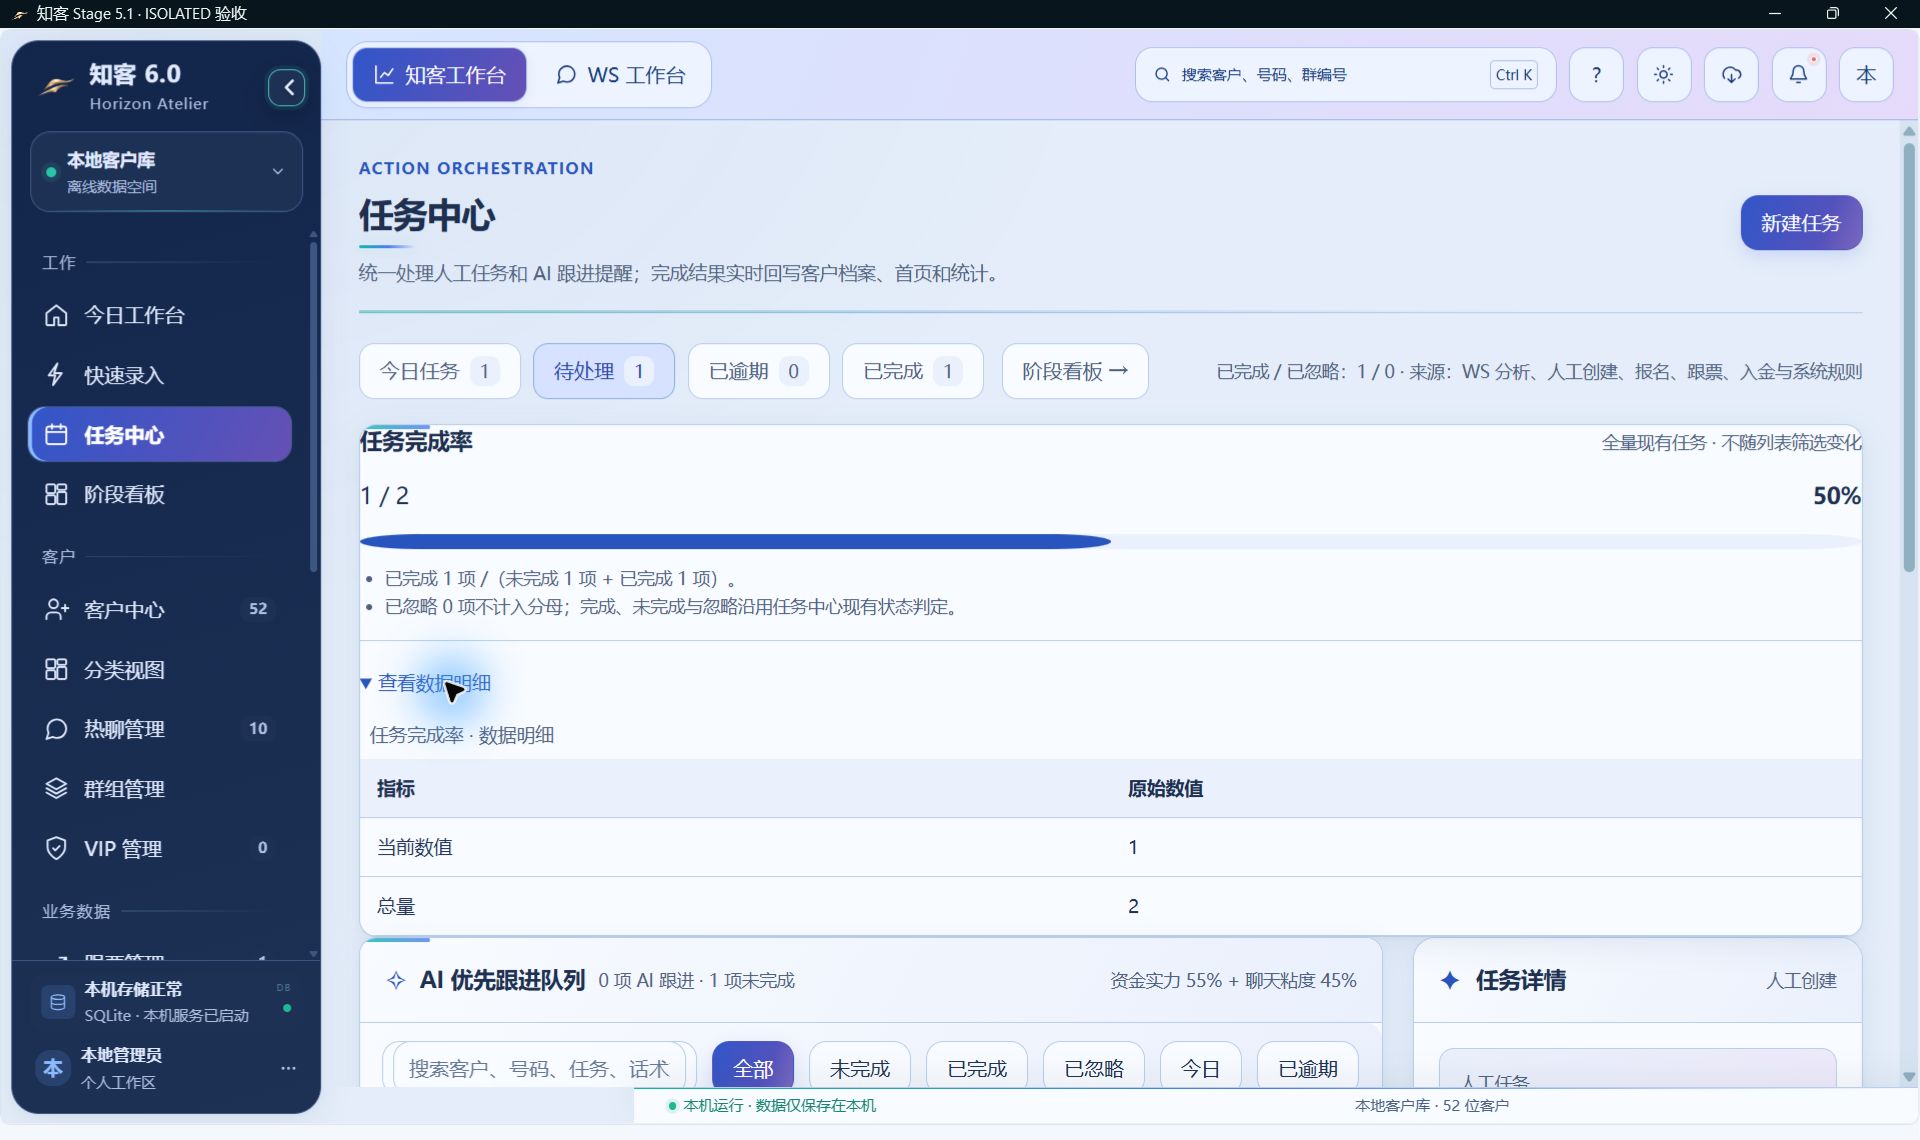 知客 Stage 5.1 · ISOLATED 验收
知客 6.0
Horizon Atelier
本地客户库
离线数据空间
工作
今日工作台
快速录入
任务中心
阶段看板
客户
客户中心 52
分类视图
热聊管理 10
群组管理
VIP 管理 0
业务数据
本机存储正常 DB
SQLite · 本机服务已启动
本 本地管理员
个人工作区
知客工作台 WS 工作台
搜索客户、号码、群编号 Ctrl K ? 本
ACTION ORCHESTRATION
任务中心
新建任务
统一处理人工任务和 AI 跟进提醒；完成结果实时回写客户档案、首页和统计。
今日任务 1 待处理 1 已逾期 0 已完成 1 阶段看板 → 已完成 / 已忽略：1 / 0 · 来源：WS 分析、人工创建、报名、跟票、入金与系统规则
任务完成率 全量现有任务 · 不随列表筛选变化
1 / 2 50%
• 已完成 1 项 /（未完成 1 项 + 已完成 1 项）。
• 已忽略 0 项不计入分母；完成、未完成与忽略沿用任务中心现有状态判定。
▼ 查看数据明细
任务完成率 · 数据明细
指标 原始数值
当前数值 1
总量 2
AI 优先跟进队列 0 项 AI 跟进 · 1 项未完成 资金实力 55% + 聊天粘度 45%
任务详情 人工创建
搜索客户、号码、任务、话术 全部 未完成 已完成 已忽略 今日 已逾期
人工任务
本机运行 · 数据仅保存在本机 本地客户库 · 52 位客户